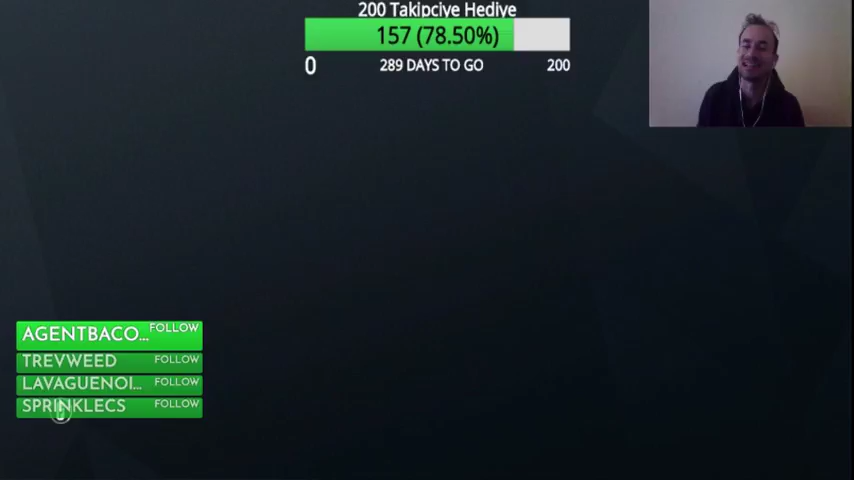 200 Takipciye Hediye
157 (78.50%)
0 289 DAYS TO GO 200
AGENTBACO... FOLLOW
TREVWEED FOLLOW
LAVAGUENOI... FOLLOW
SPRINKLECS FOLLOW